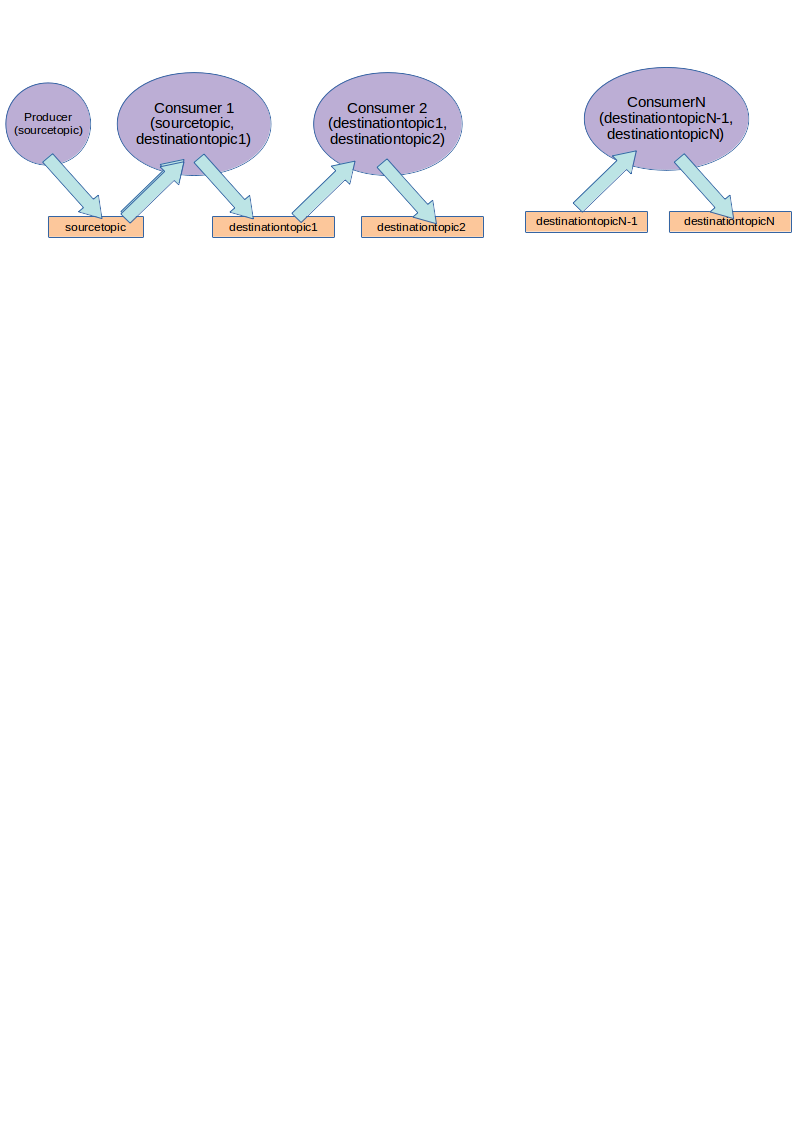 Producer
(sourcetopic)
Consumer 1
(sourcetopic,
destinationtopic1)
Consumer 2
(destinationtopic1,
destinationtopic2)
ConsumerN
(destinationtopicN-1,
destinationtopicN)
sourcetopic
destinationtopic1
destinationtopic2
destinationtopicN-1
destinationtopicN